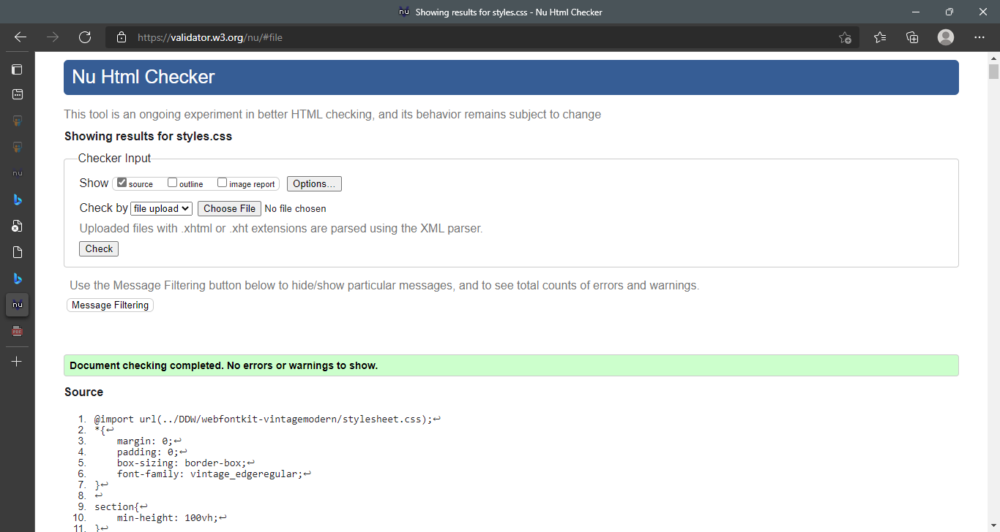 nu Showing results for styles.css - Nu Html Checker
https://validator.w3.org/nu/#file
Nu Html Checker
This tool is an ongoing experiment in better HTML checking, and its behavior remains subject to change
Showing results for styles.css
Checker Input
Show source outline image report Options...
Check by file upload Choose File No file chosen
Uploaded files with .xhtml or .xht extensions are parsed using the XML parser.
Check
Use the Message Filtering button below to hide/show particular messages, and to see total counts of errors and warnings.
Message Filtering
nu
nu
PDF
Document checking completed. No errors or warnings to show.
Source
1. @import url(../DDW/webfontkit-vintagemodern/stylesheet.css);↩
2. *{↩
3. margin: 0;↩
4. padding: 0;↩
5. box-sizing: border-box;↩
6. font-family: vintage_edgeregular;↩
7. }↩
8. ↩
9. section{↩
10. min-height: 100vh;↩
11. }↩